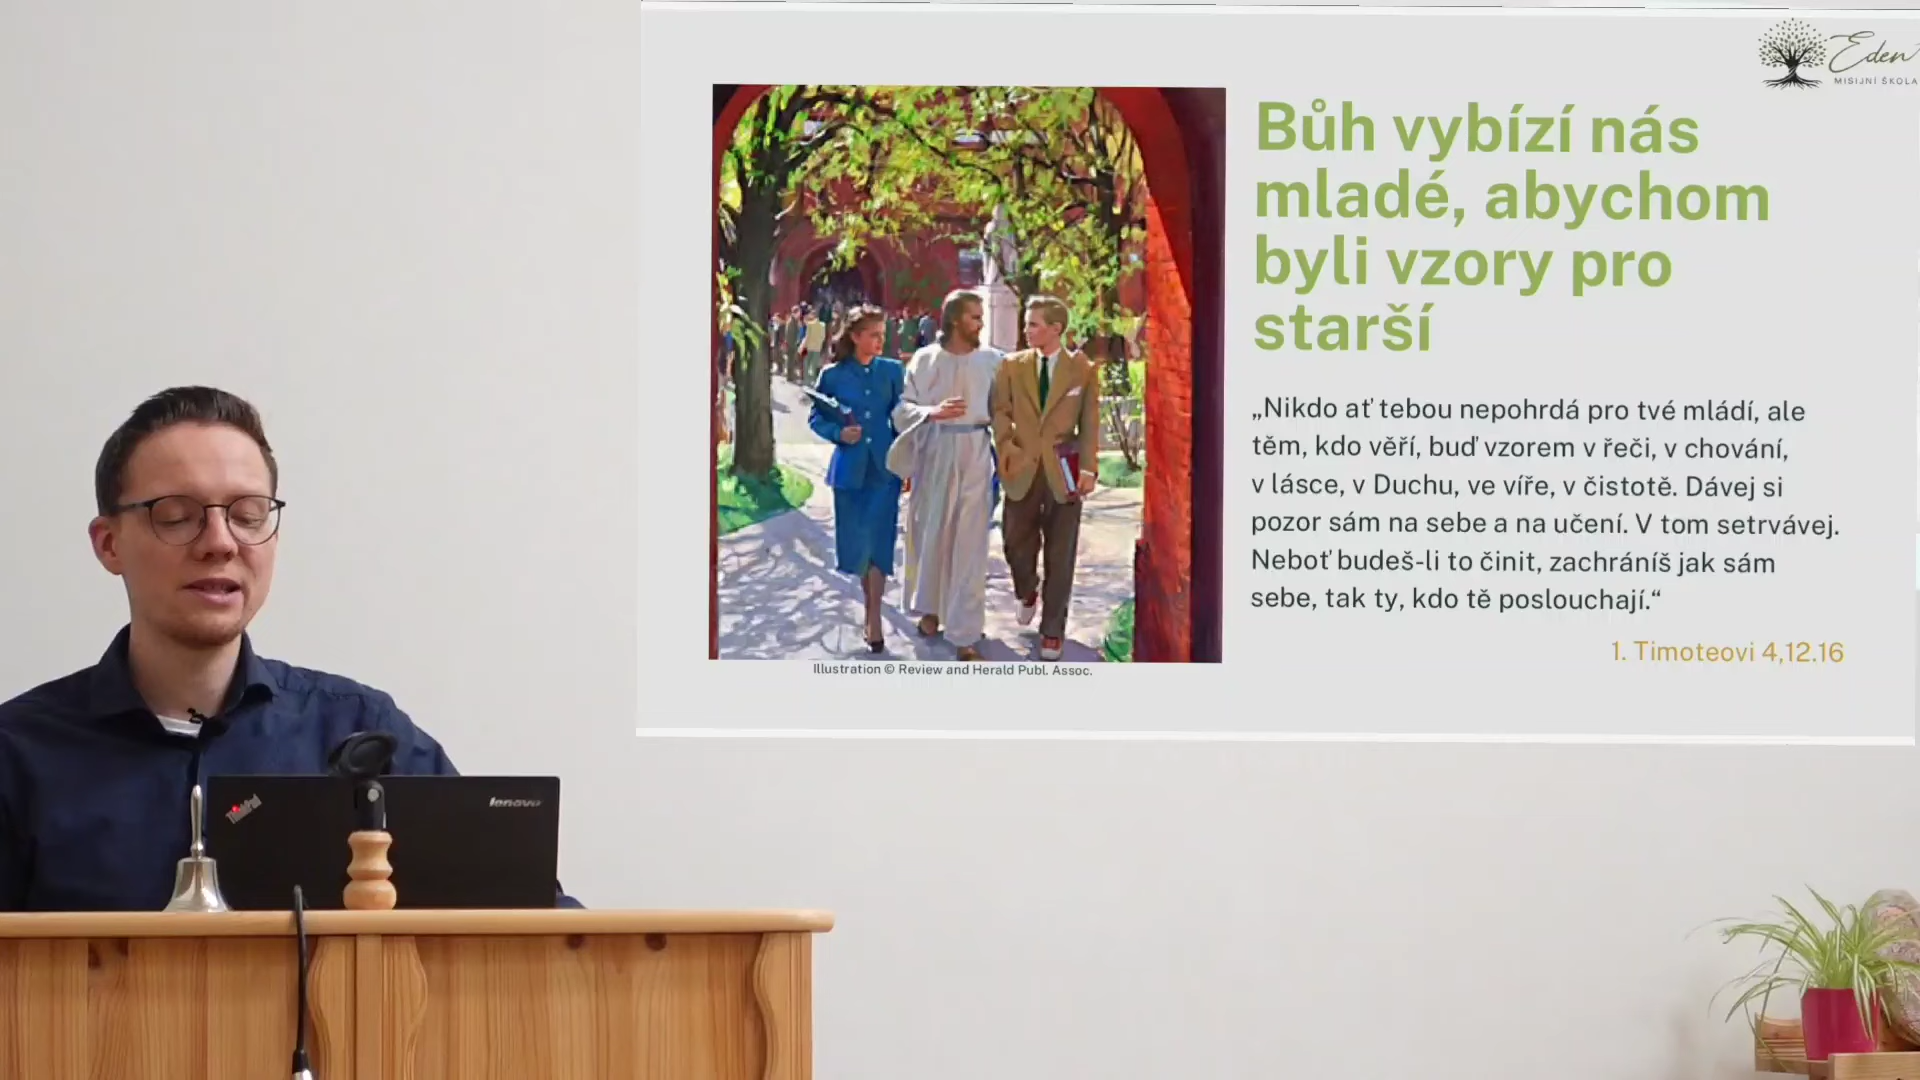 Eden
MISIJNÍ ŠKOLA
Bůh vybízí nás
mladé, abychom
byli vzory pro
starší
„Nikdo ať tebou nepohrdá pro tvé mládí, ale
těm, kdo věří, buď vzorem v řeči, v chování,
v lásce, v Duchu, ve víře, v čistotě. Dávej si
pozor sám na sebe a na učení. V tom setrvávej.
Neboť budeš-li to činit, zachráníš jak sám
sebe, tak ty, kdo tě poslouchají.“
1. Timoteovi 4,12.16
Illustration © Review and Herald Publ. Assoc.
ThinkPad
lenovo